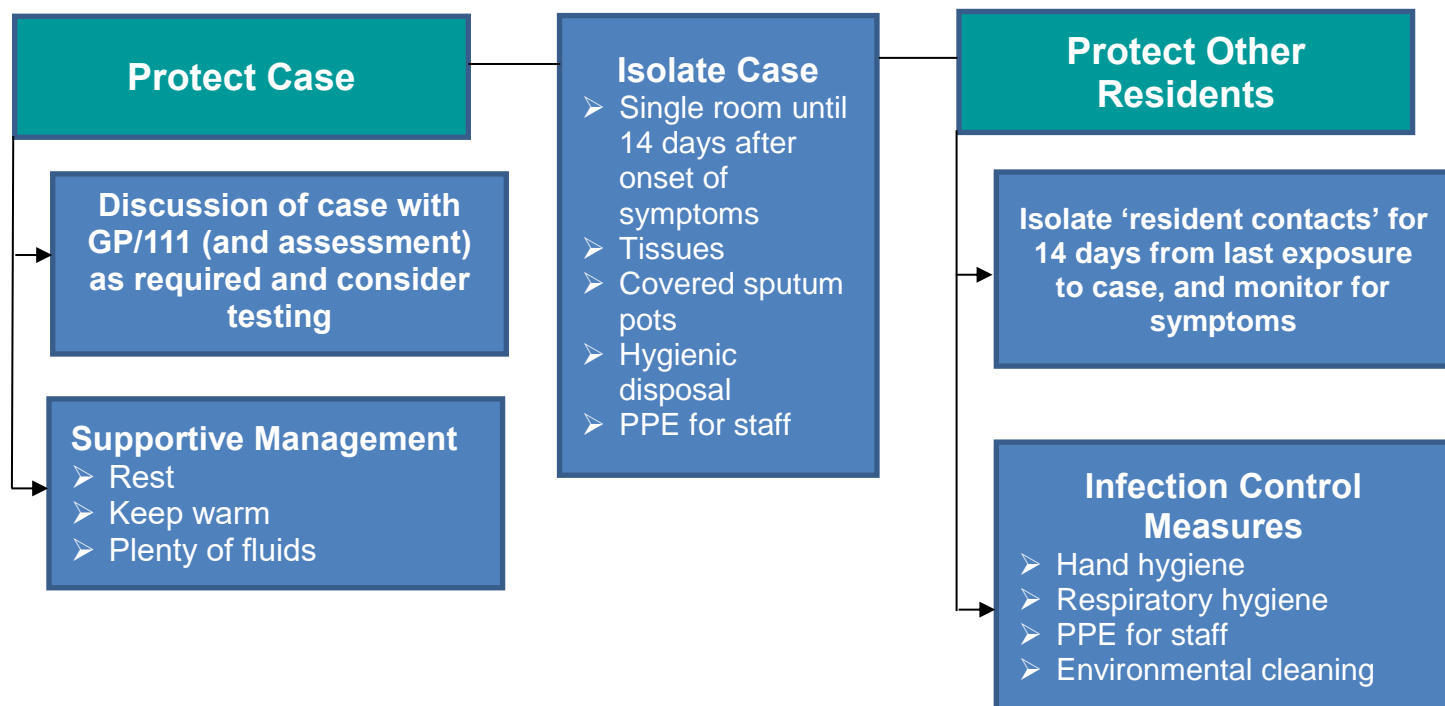 Protect Case
Discussion of case with
GP/111 (and assessment)
as required and consider
testing
Supportive Management
➢ Rest
➢ Keep warm
➢ Plenty of fluids
Isolate Case
➢ Single room until
14 days after
onset of
symptoms
➢ Tissues
➢ Covered sputum
pots
➢ Hygienic
disposal
➢ PPE for staff
Protect Other
Residents
Isolate ‘resident contacts’ for
14 days from last exposure
to case, and monitor for
symptoms
Infection Control
Measures
➢ Hand hygiene
➢ Respiratory hygiene
➢ PPE for staff
➢ Environmental cleaning